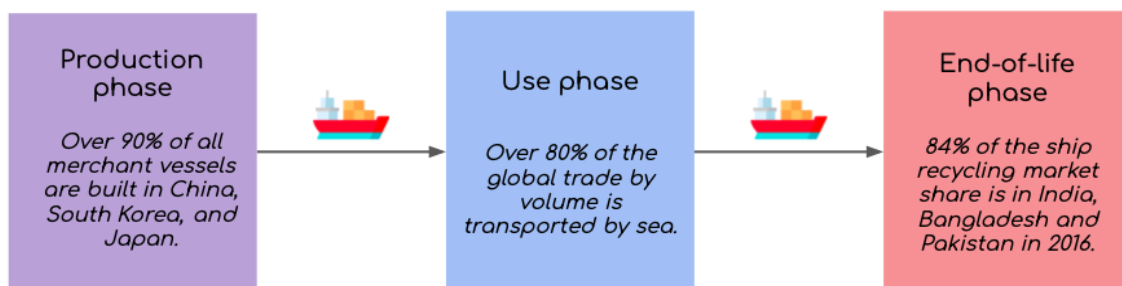 Production
phase
Over 90% of all
merchant vessels
are built in China,
South Korea, and
Japan.
Use phase
Over 80% of the
global trade by
volume is
transported by sea.
End-of-life
phase
84% of the ship
recycling market
share is in India,
Bangladesh and
Pakistan in 2016.